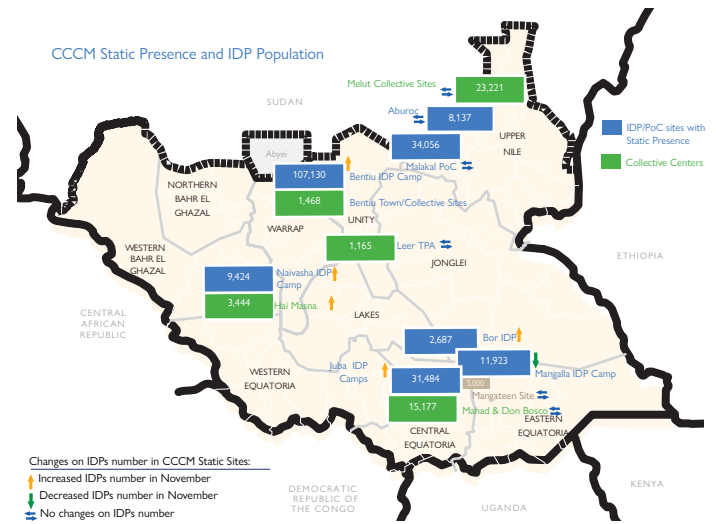 CCCM Static Presence and IDP Population
Melut Collective Sites
23,221
SUDAN
Aburoc
8,137
IDP/PoC sites with
Static Presence
34,056
UPPER
NILE
Abyei
Malakal PoC
Collective Centers
107,130
Bentiu IDP Camp
NORTHERN
BAHR EL
GHAZAL
1,468
Bentiu Town/Collective Sites
UNITY
WARRAP
WESTERN
BAHR EL
GHAZAL
1,165
Leer TPA
ETHIOPIA
JONGLEI
9,424
Naivasha IDP
Camp
3,444
Hai Masna
CENTRAL
AFRICAN
REPUBLIC
LAKES
2,687
Bor IDP
11,923
Mangalla IDP Camp
Juba IDP
Camps
31,484
5,000
WESTERN
EQUATORIA
Mangateen Site
15,177
Mahad & Don Bosco
EASTERN
EQUATORIA
CENTRAL
EQUATORIA
Changes on IDPs number in CCCM Static Sites:
Increased IDPs number in November
Decreased IDPs number in November
No changes on IDPs number
DEMOCRATIC
REPUBLIC OF
THE CONGO
UGANDA
KENYA